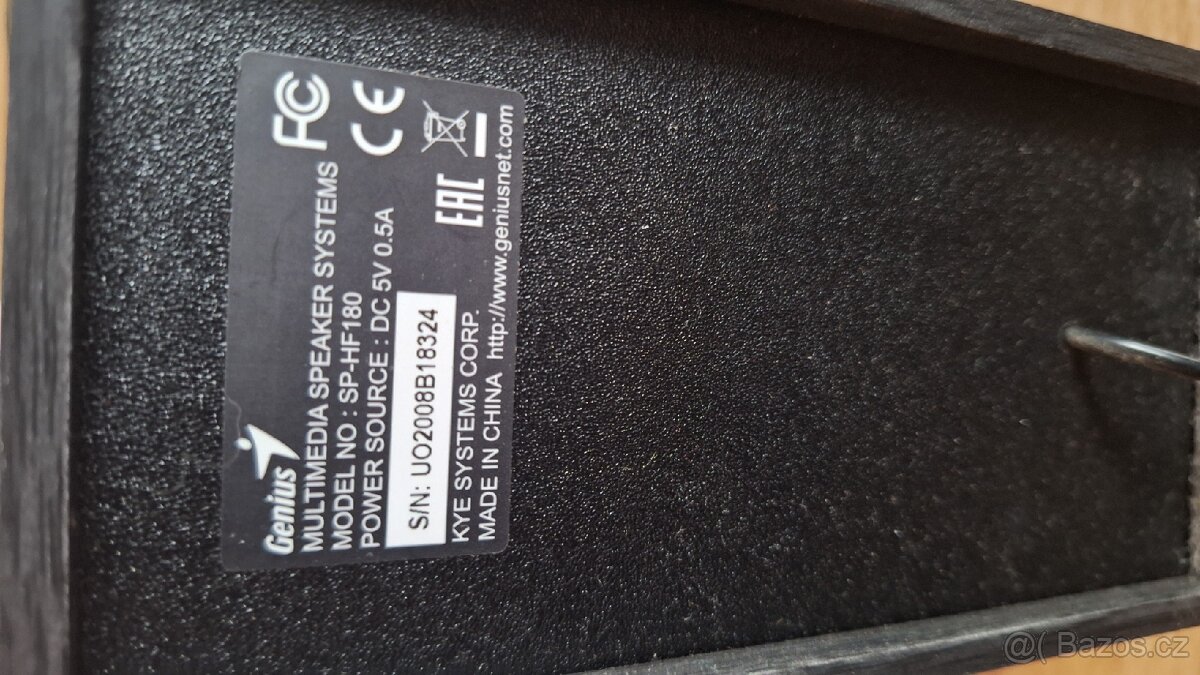 Genius
MULTIMEDIA SPEAKER SYSTEMS
MODEL NO : SP-HF180
POWER SOURCE : DC 5V 0.5A
S/N: UO2008B18324
KYE SYSTEMS CORP.
MADE IN CHINA http://www.geniusnet.com
FC
CE
EAC
@( Bazos.cz